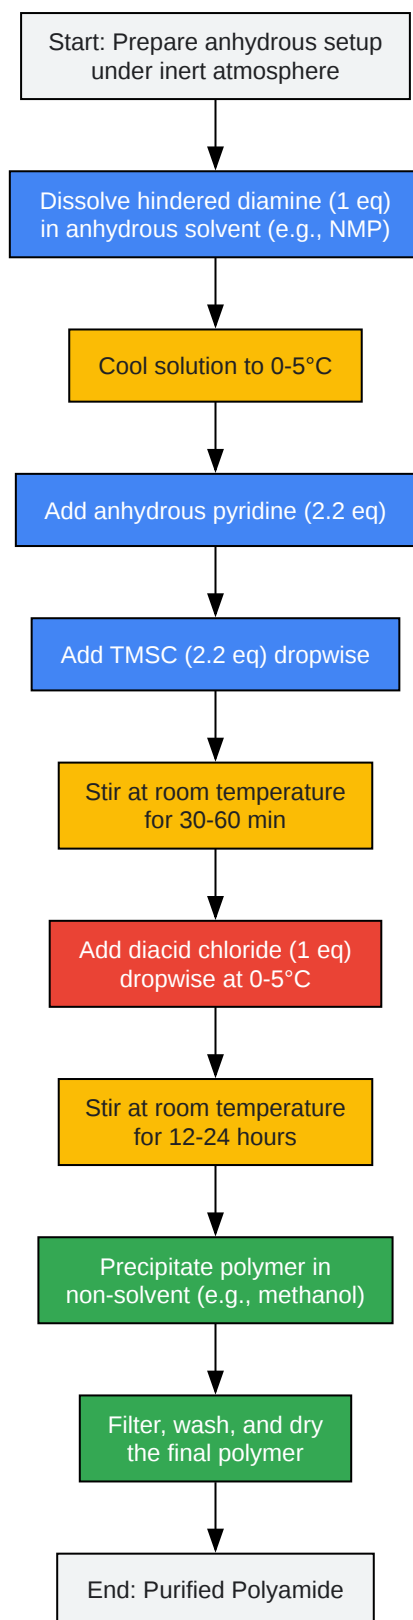 Start: Prepare anhydrous setup
under inert atmosphere
Dissolve hindered diamine (1 eq)
in anhydrous solvent (e.g., NMP)
Cool solution to 0-5°C
Add anhydrous pyridine (2.2 eq)
Add TMSC (2.2 eq) dropwise
Stir at room temperature
for 30-60 min
Add diacid chloride (1 eq)
dropwise at 0-5°C
Stir at room temperature
for 12-24 hours
Precipitate polymer in
non-solvent (e.g., methanol)
Filter, wash, and dry
the final polymer
End: Purified Polyamide